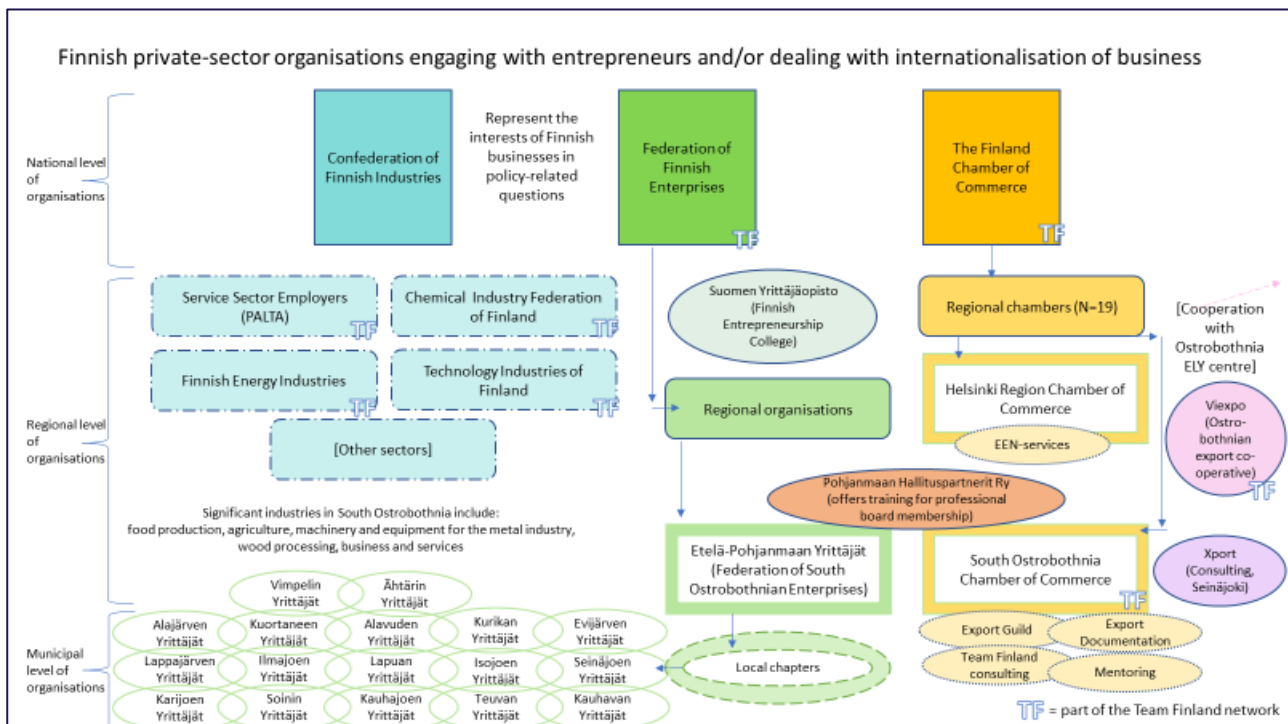 Finnish private-sector organisations engaging with entrepreneurs and/or dealing with internationalisation of business
National level
of
organisations
Confederation of
Finnish Industries
Represent the
interests of Finnish
businesses in
policy-related
questions
Federation of
Finnish
Enterprises
TF
The Finland
Chamber of
Commerce
TF
Regional level
of
organisations
Service Sector Employers
(PALTA)
TF
Chemical Industry Federation
of Finland
TF
Finnish Energy Industries
TF
Technology Industries of
Finland
TF
[Other sectors]
Significant industries in South Ostrobothnia include:
food production, agriculture, machinery and equipment for the metal industry,
wood processing, business and services
Suomen Yrittäjäopisto
(Finnish
Entrepreneurship
College)
Regional organisations
Regional chambers (N=19)
[Cooperation
with
Ostrobothnia
ELY centre]
Helsinki Region Chamber of
Commerce
EEN-services
Viexpo
(Ostro-
bothnian
export co-
operative)
TF
Pohjanmaan Hallituspartnerit Ry
(offers training for professional
board membership)
Etelä-Pohjanmaan Yrittäjät
(Federation of South
Ostrobothnian Enterprises)
South Ostrobothnia
Chamber of Commerce
TF
Xport
(Consulting,
Seinäjoki)
Export Guild
Export
Documentation
Team Finland
consulting
Mentoring
Municipal
level of
organisations
Vimpelin
Yrittäjät
Ähtärin
Yrittäjät
Alajärven
Yrittäjät
Kuortaneen
Yrittäjät
Alavuden
Yrittäjät
Kurikan
Yrittäjät
Evijärven
Yrittäjät
Lappajärven
Yrittäjät
Ilmajoen
Yrittäjät
Lapuan
Yrittäjät
Isojoen
Yrittäjät
Seinäjoen
Yrittäjät
Karijoen
Yrittäjät
Soinin
Yrittäjät
Kauhajoen
Yrittäjät
Teuvan
Yrittäjät
Kauhavan
Yrittäjät
Local chapters
TF = part of the Team Finland network